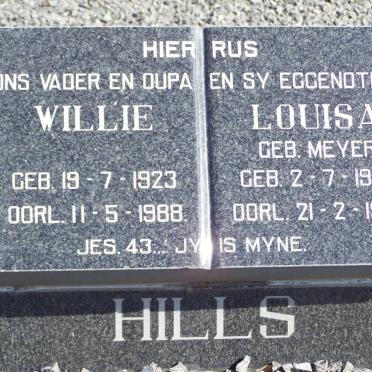 HIER RUS
ONS VADER EN OUPA EN SY EGGENOTE
WILLIE LOUISA
GEB. MEYER
GEB. 19-7-1923 GEB. 2-7-19
OORL. 11-5-1988. OORL. 21-2-1
JES. 43... JY IS MYNE.
HILLS